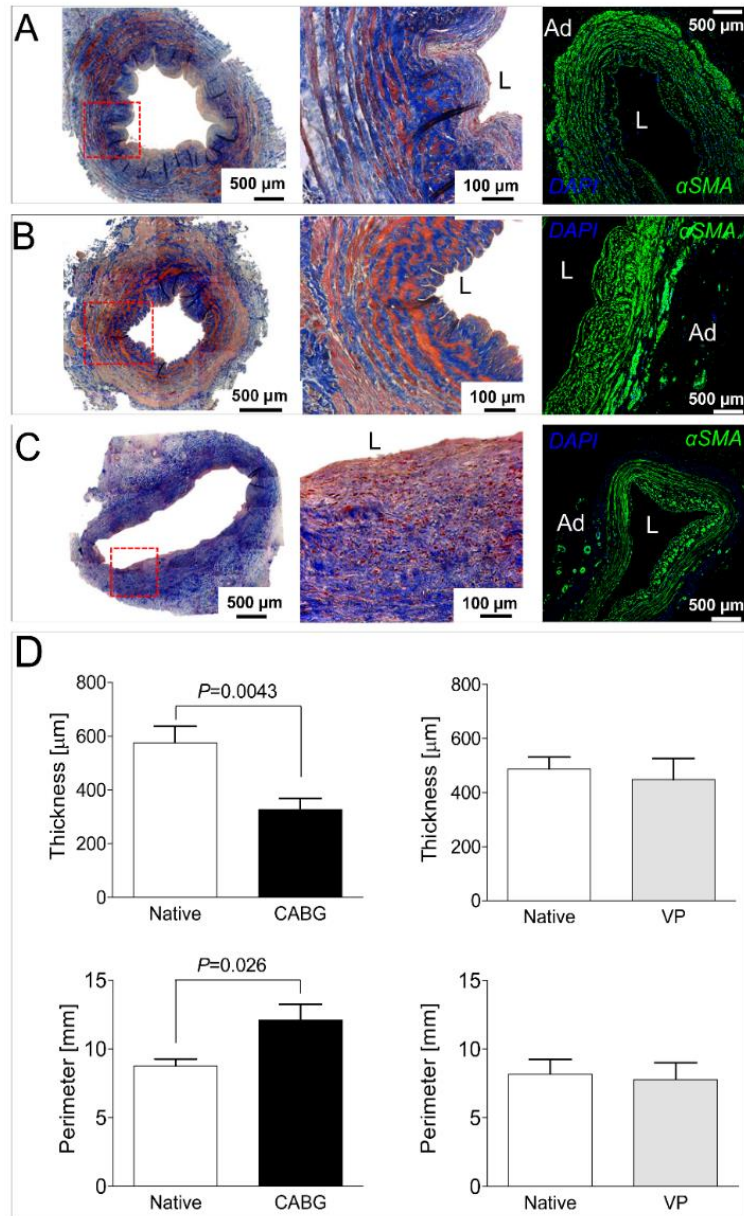 A
500 µm
L
100 µm
500 µm
Ad
L
DAPI
αSMA
B
500 µm
L
100 µm
DAPI
αSMA
L
Ad
500 µm
C
500 µm
L
100 µm
DAPI
αSMA
Ad
L
500 µm
D
Thickness [µm]
800
600
400
200
0
P=0.0043
Native
CABG
Thickness [µm]
800
600
400
200
0
Native
VP
Perimeter [mm]
15
10
5
0
P=0.026
Native
CABG
Perimeter [mm]
15
10
5
0
Native
VP